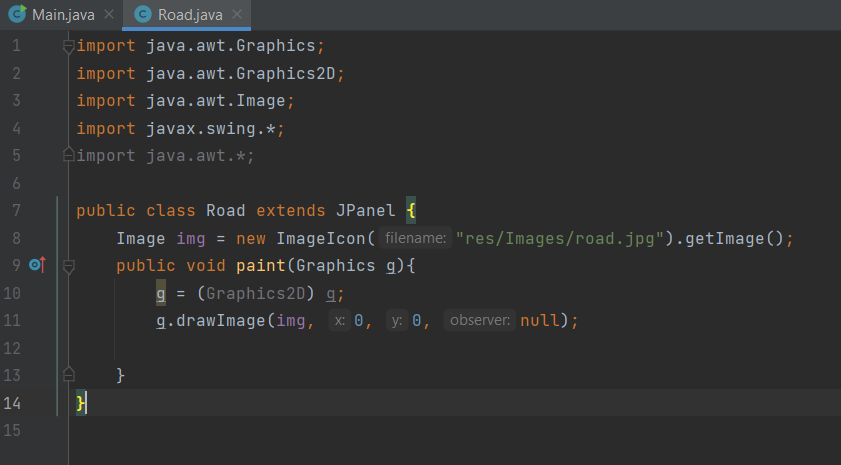 Main.java Road.java
1 import java.awt.Graphics;
2 import java.awt.Graphics2D;
3 import java.awt.Image;
4 import javax.swing.*;
5 import java.awt.*;
6
7 public class Road extends JPanel {
8     Image img = new ImageIcon( filename: "res/Images/road.jpg").getImage();
9     public void paint(Graphics g){
10         g = (Graphics2D) g;
11         g.drawImage(img, x: 0, y: 0, observer: null);
12
13     }
14 }
15